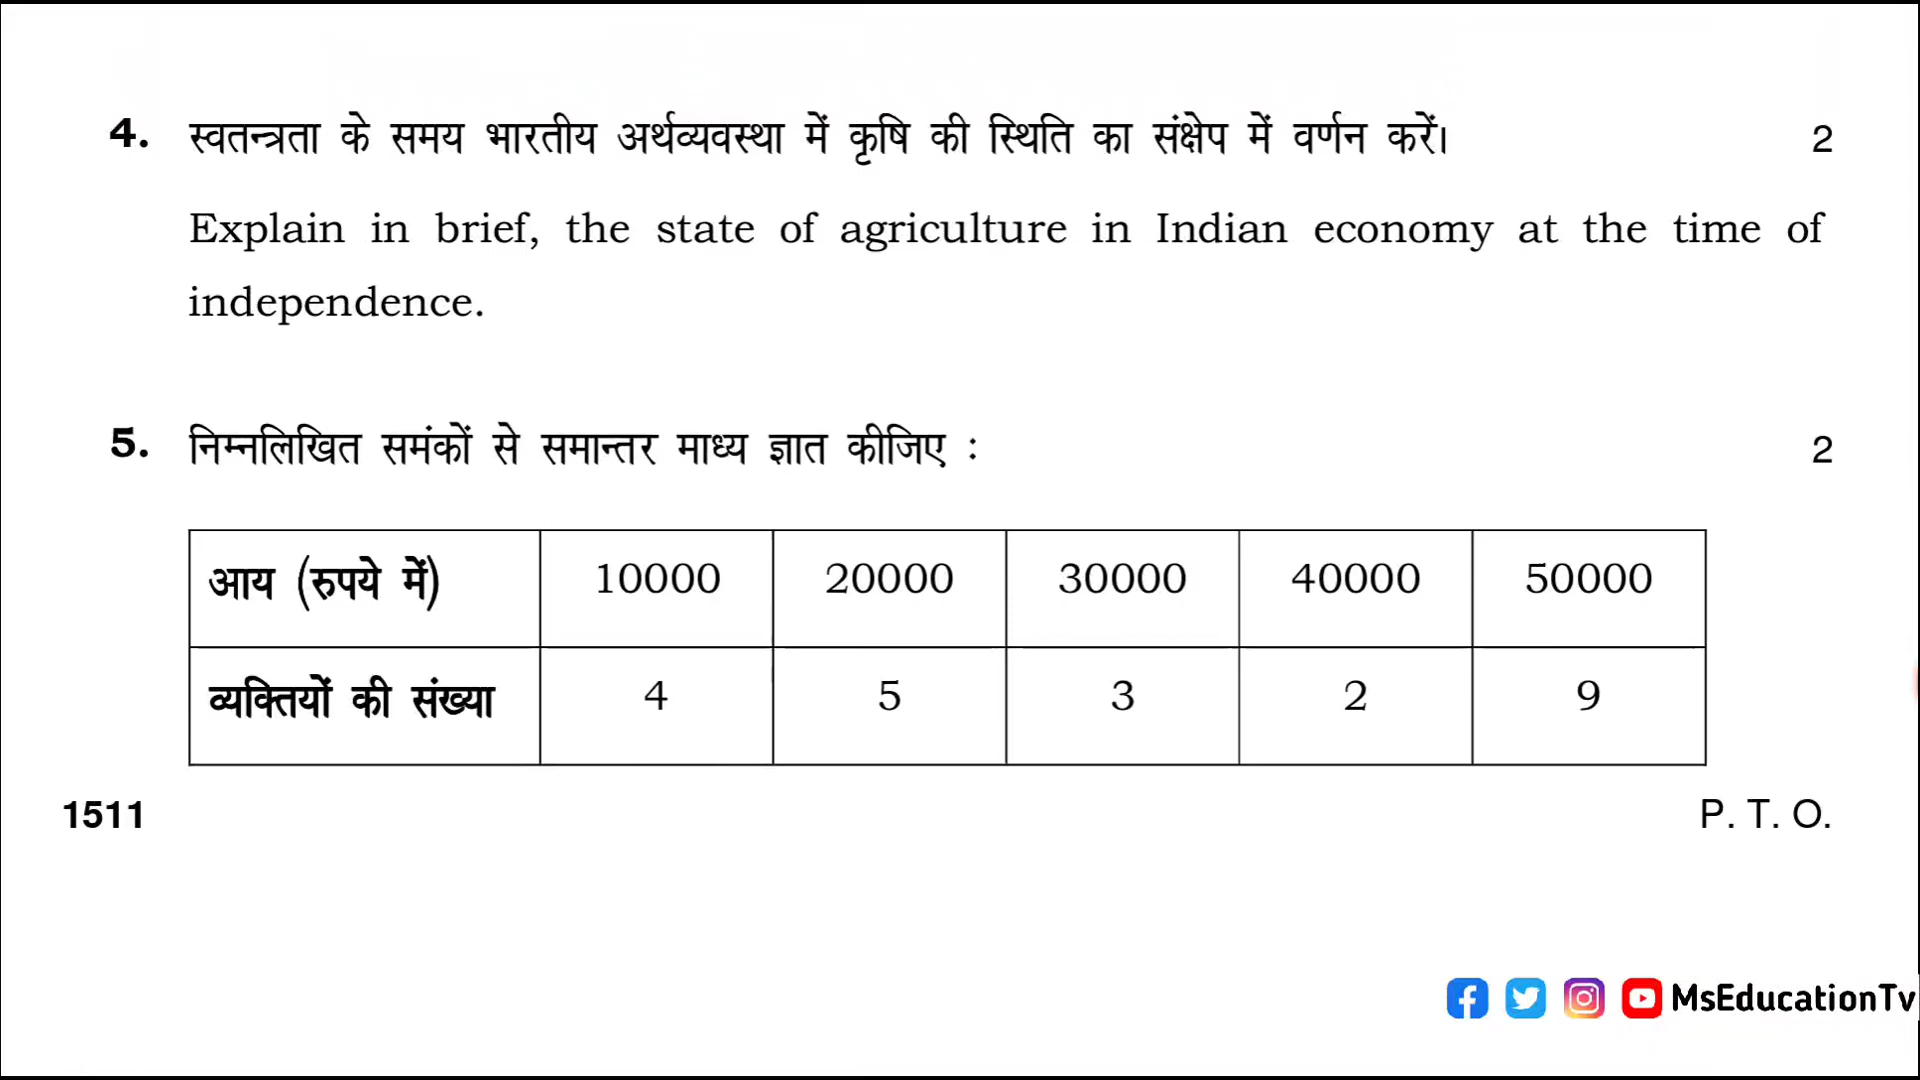 4. स्वतन्त्रता के समय भारतीय अर्थव्यवस्था में कृषि की स्थिति का संक्षेप में वर्णन करें। 2
Explain in brief, the state of agriculture in Indian economy at the time of
independence.
5. निम्नलिखित समंकों से समान्तर माध्य ज्ञात कीजिए : 2
आय (रुपये में) 10000 20000 30000 40000 50000
व्यक्तियों की संख्या 4 5 3 2 9
1511 P. T. O.
MsEducationTv